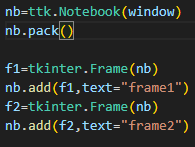 nb=ttk.Notebook(window)
nb.pack()
f1=tkinter.Frame(nb)
nb.add(f1,text="frame1")
f2=tkinter.Frame(nb)
nb.add(f2,text="frame2")